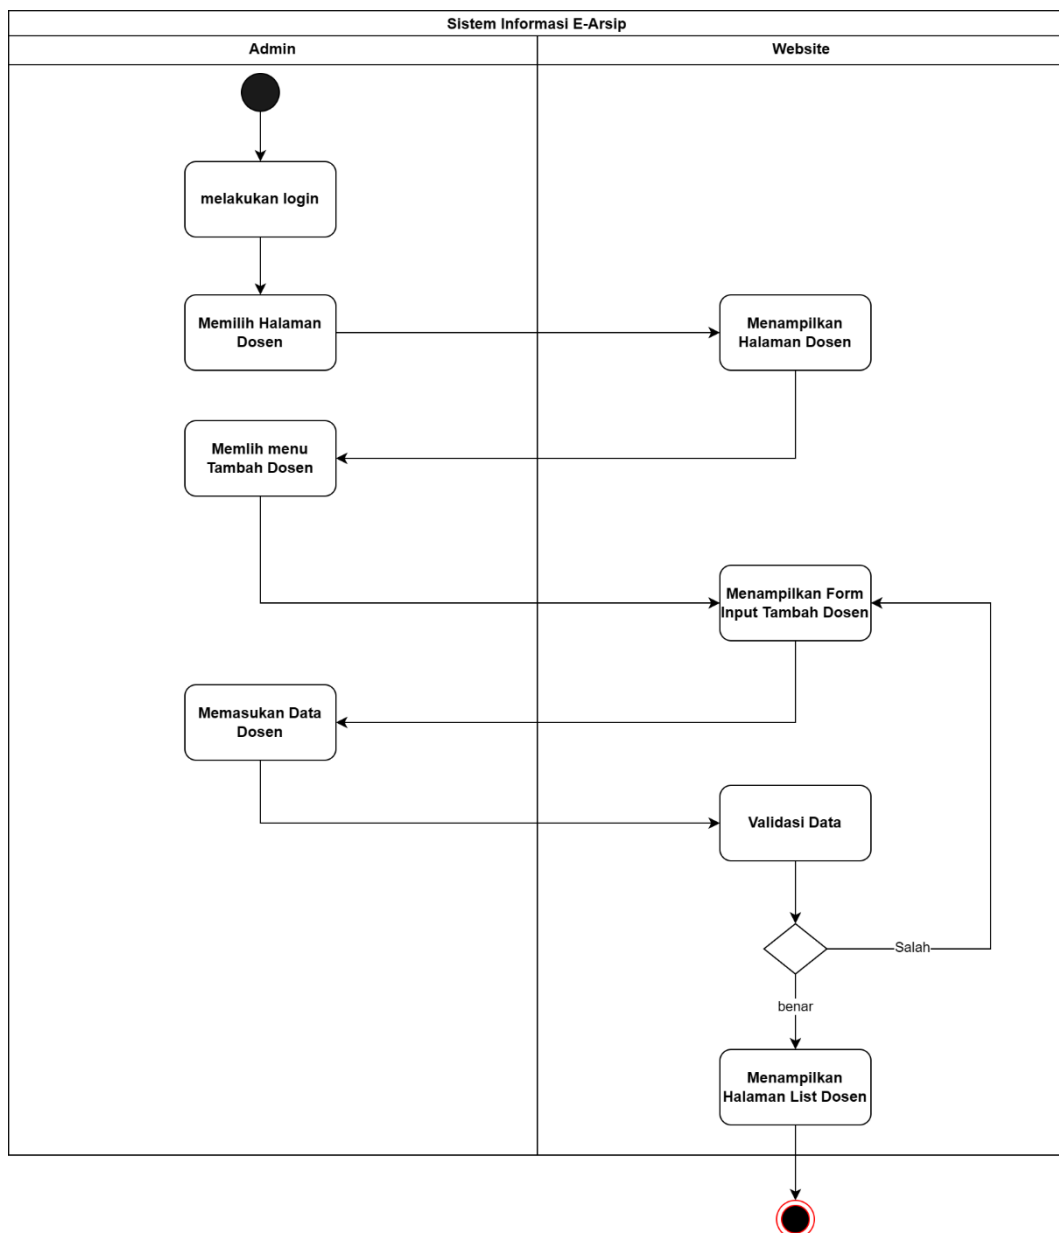 Sistem Informasi E-Arsip
Admin
Website
melakukan login
Memilih Halaman
Dosen
Menampilkan
Halaman Dosen
Memlih menu
Tambah Dosen
Menampilkan Form
Input Tambah Dosen
Memasukan Data
Dosen
Validasi Data
Salah
benar
Menampilkan
Halaman List Dosen